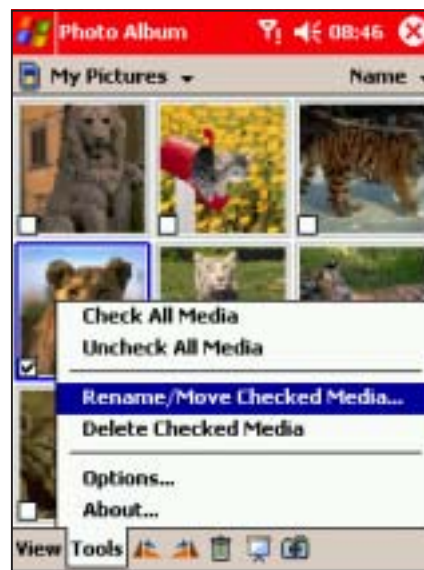 Photo Album 08:46
My Pictures Name
Check All Media
Uncheck All Media
Rename/Move Checked Media...
Delete Checked Media
Options...
About...
View Tools